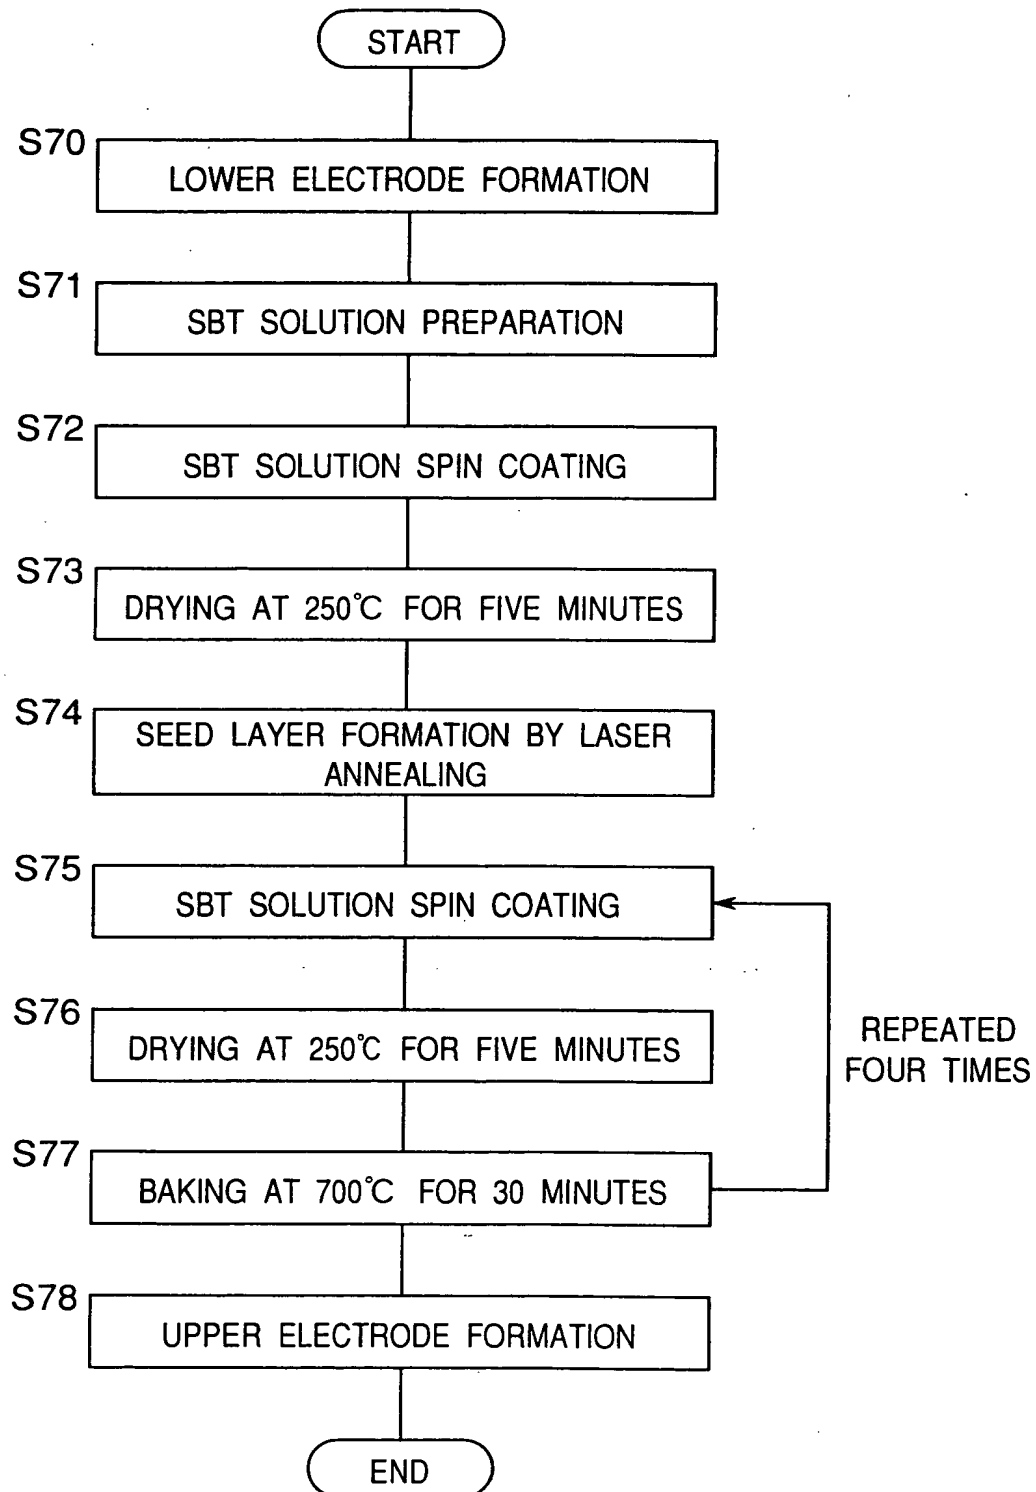 START
S70
LOWER ELECTRODE FORMATION
S71
SBT SOLUTION PREPARATION
S72
SBT SOLUTION SPIN COATING
S73
DRYING AT 250°C FOR FIVE MINUTES
S74
SEED LAYER FORMATION BY LASER
ANNEALING
S75
SBT SOLUTION SPIN COATING
S76
DRYING AT 250°C FOR FIVE MINUTES
REPEATED
FOUR TIMES
S77
BAKING AT 700°C FOR 30 MINUTES
S78
UPPER ELECTRODE FORMATION
END